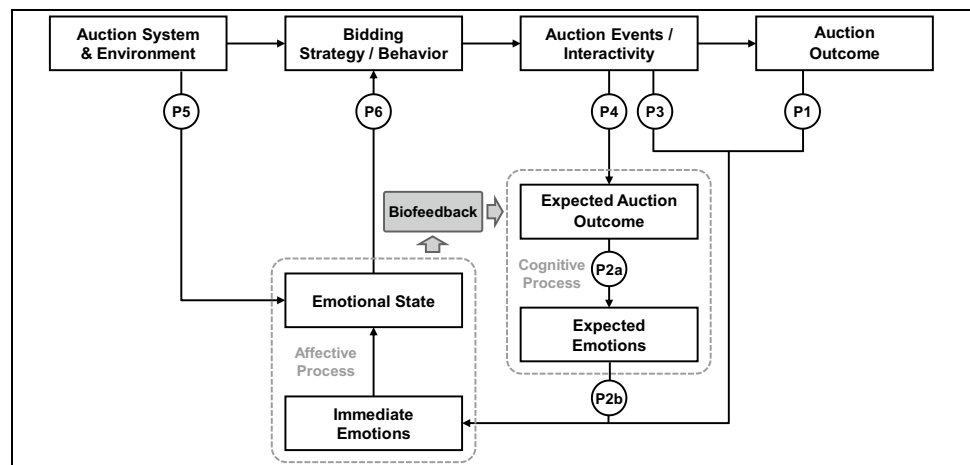 Auction System
& Environment
Bidding
Strategy / Behavior
Auction Events /
Interactivity
Auction
Outcome
P5
P6
P4
P3
P1
Biofeedback
Expected Auction
Outcome
Cognitive
Process
P2a
Emotional State
Expected
Emotions
Affective
Process
P2b
Immediate
Emotions